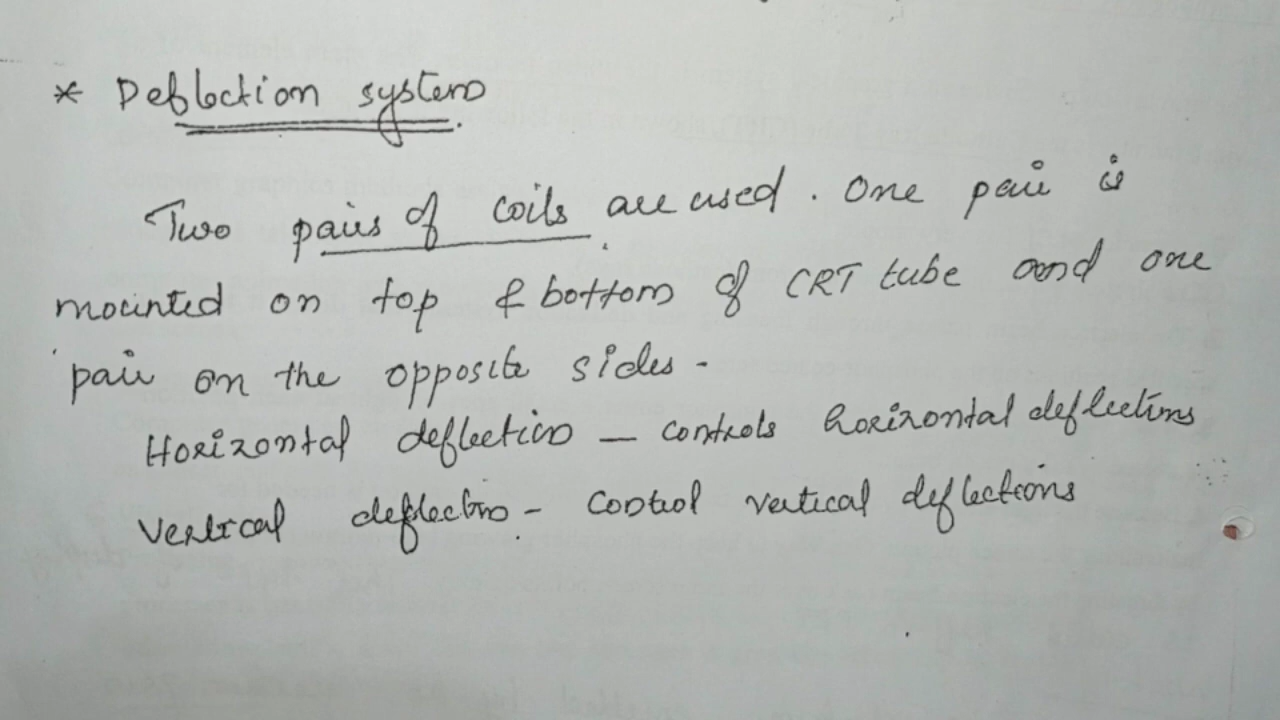 * Deflection system
Two pairs of coils are used. One pair is
mounted on top & bottom of CRT tube and one
pair on the opposite sides -
Horizontal deflection - controls horizontal deflections
Vertical deflection - Control vertical deflections